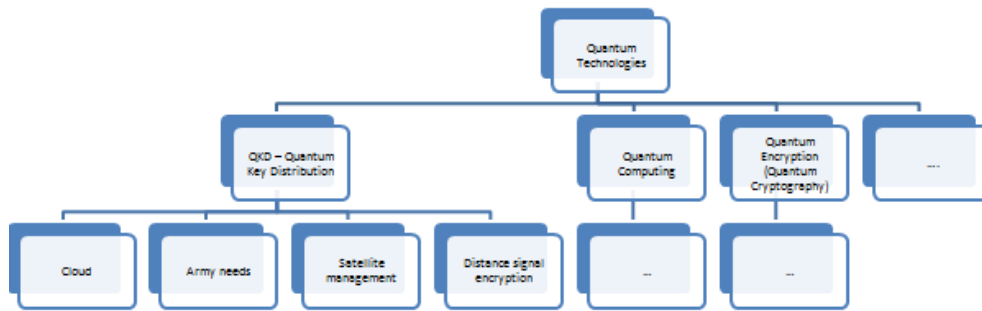 Quantum
Technologies
QKD – Quantum
Key Distribution
Quantum
Computing
Quantum
Encryption
(Quantum
Cryptography)
....
Cloud
Army needs
Satellite
management
Distance signal
encryption
...
...